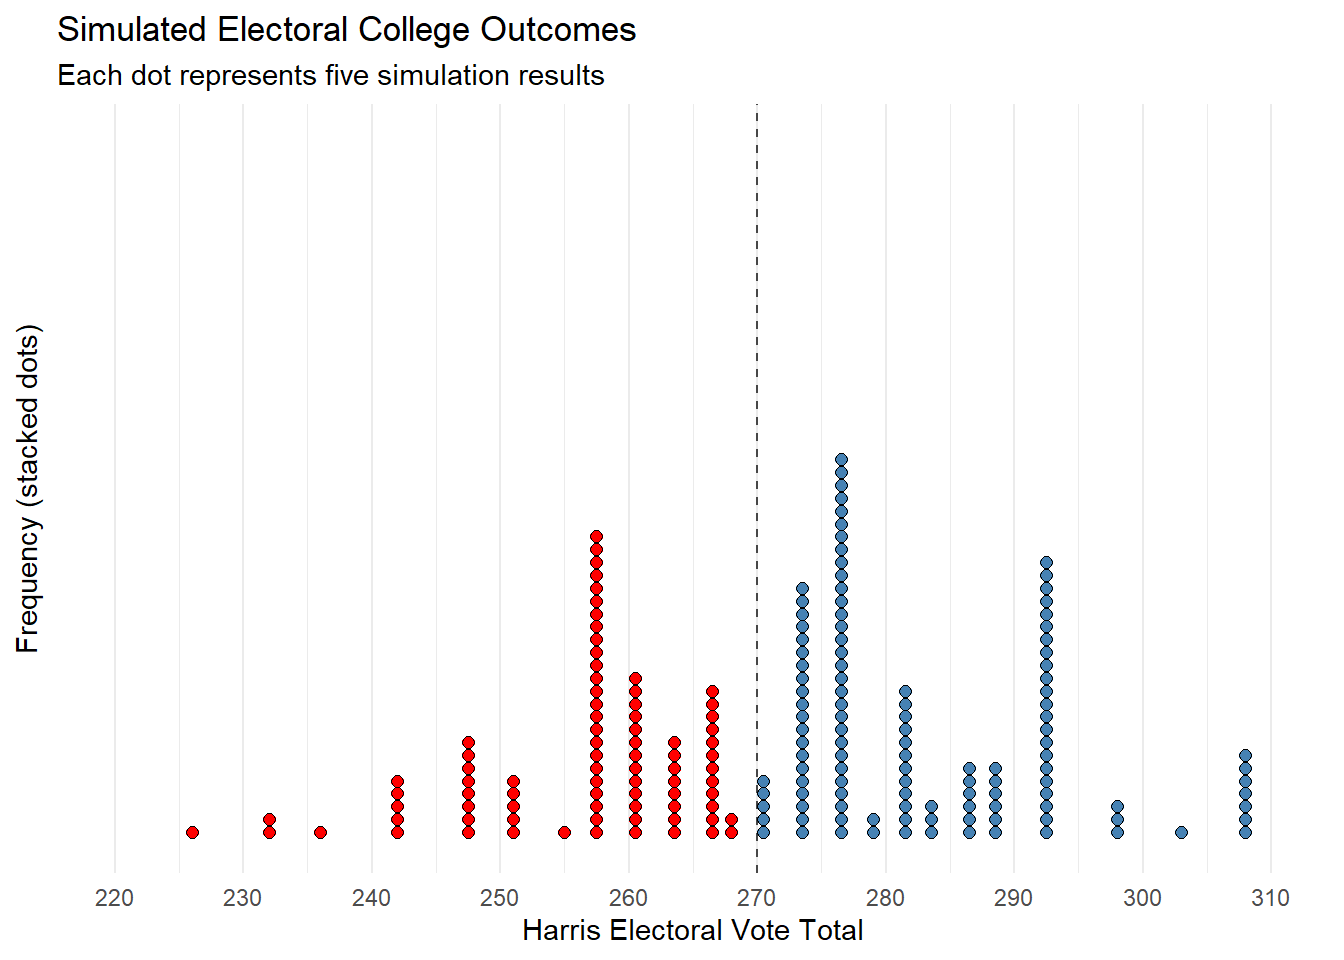 Simulated Electoral College Outcomes
Each dot represents five simulation results
Frequency (stacked dots)
220 230 240 250 260 270 280 290 300 310
Harris Electoral Vote Total